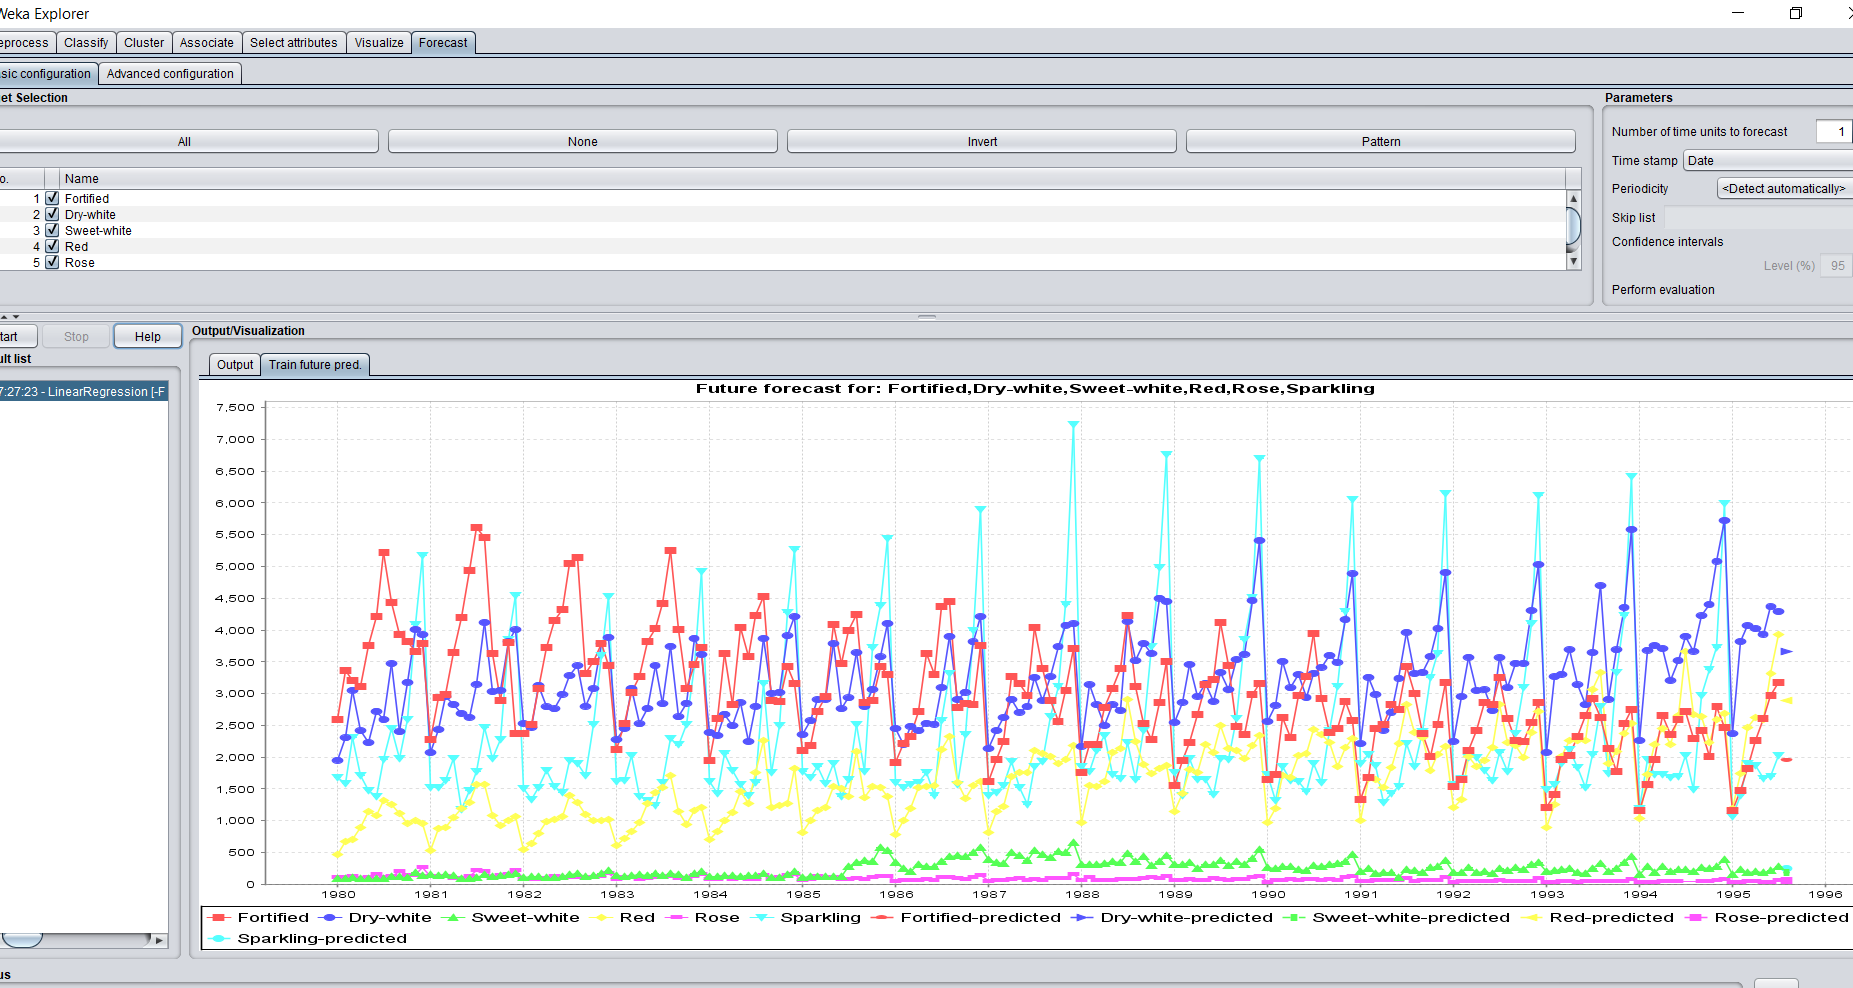 Weka Explorer
eprocess Classify Cluster Associate Select attributes Visualize Forecast
sic configuration Advanced configuration
et Selection
Parameters
All None Invert Pattern
Number of time units to forecast 1
Time stamp Date
Periodicity <Detect automatically>
Skip list
Confidence intervals
Level (%) 95
Perform evaluation
o. Name
1 Fortified
2 Dry-white
3 Sweet-white
4 Red
5 Rose
tart Stop Help
ult list
7:27:23 - LinearRegression [-F
Output/Visualization
Output Train future pred.
Future forecast for: Fortified,Dry-white,Sweet-white,Red,Rose,Sparkling
7,500
7,000
6,500
6,000
5,500
5,000
4,500
4,000
3,500
3,000
2,500
2,000
1,500
1,000
500
0
1980 1981 1982 1983 1984 1985 1986 1987 1988 1989 1990 1991 1992 1993 1994 1995 1996
Fortified Dry-white Sweet-white Red Rose Sparkling Fortified-predicted Dry-white-predicted Sweet-white-predicted Red-predicted Rose-predicted
Sparkling-predicted
us